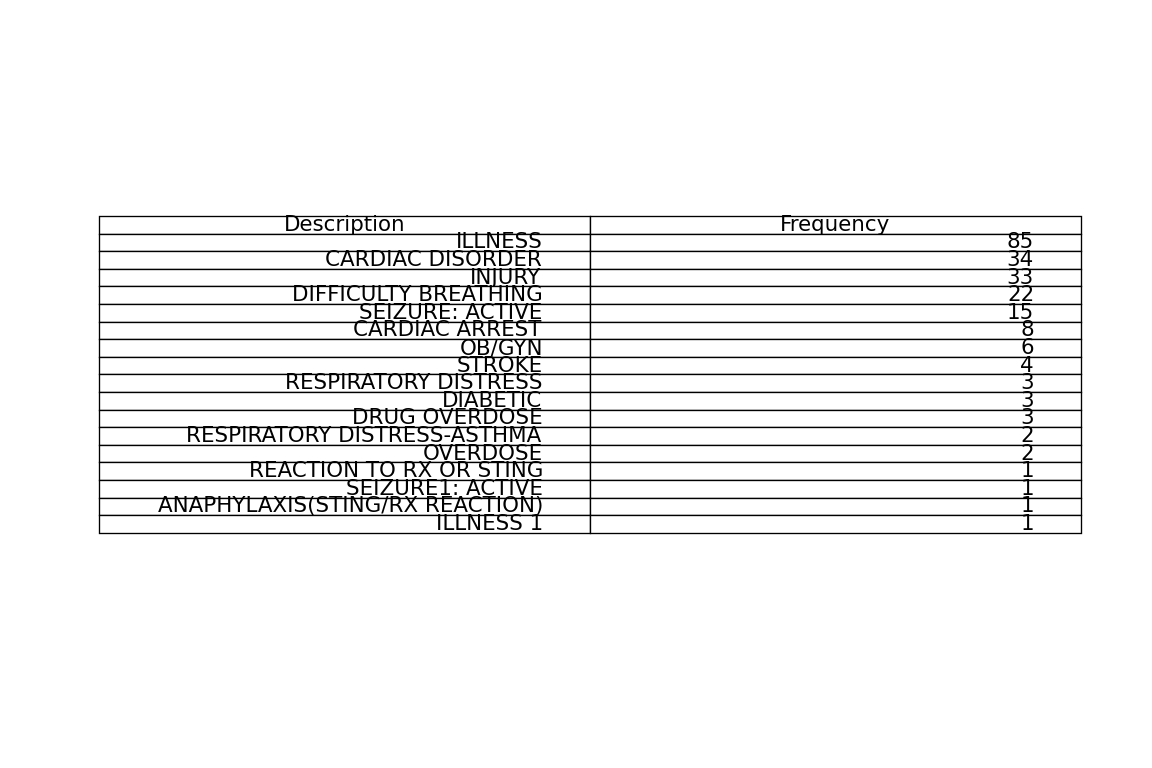 Description Frequency
ILLNESS 85
CARDIAC DISORDER 34
INJURY 33
DIFFICULTY BREATHING 22
SEIZURE: ACTIVE 15
CARDIAC ARREST 8
OB/GYN 6
STROKE 4
RESPIRATORY DISTRESS 3
DIABETIC 3
DRUG OVERDOSE 3
RESPIRATORY DISTRESS-ASTHMA 2
OVERDOSE 2
REACTION TO RX OR STING 1
SEIZURE1: ACTIVE 1
ANAPHYLAXIS(STING/RX REACTION) 1
ILLNESS 1 1